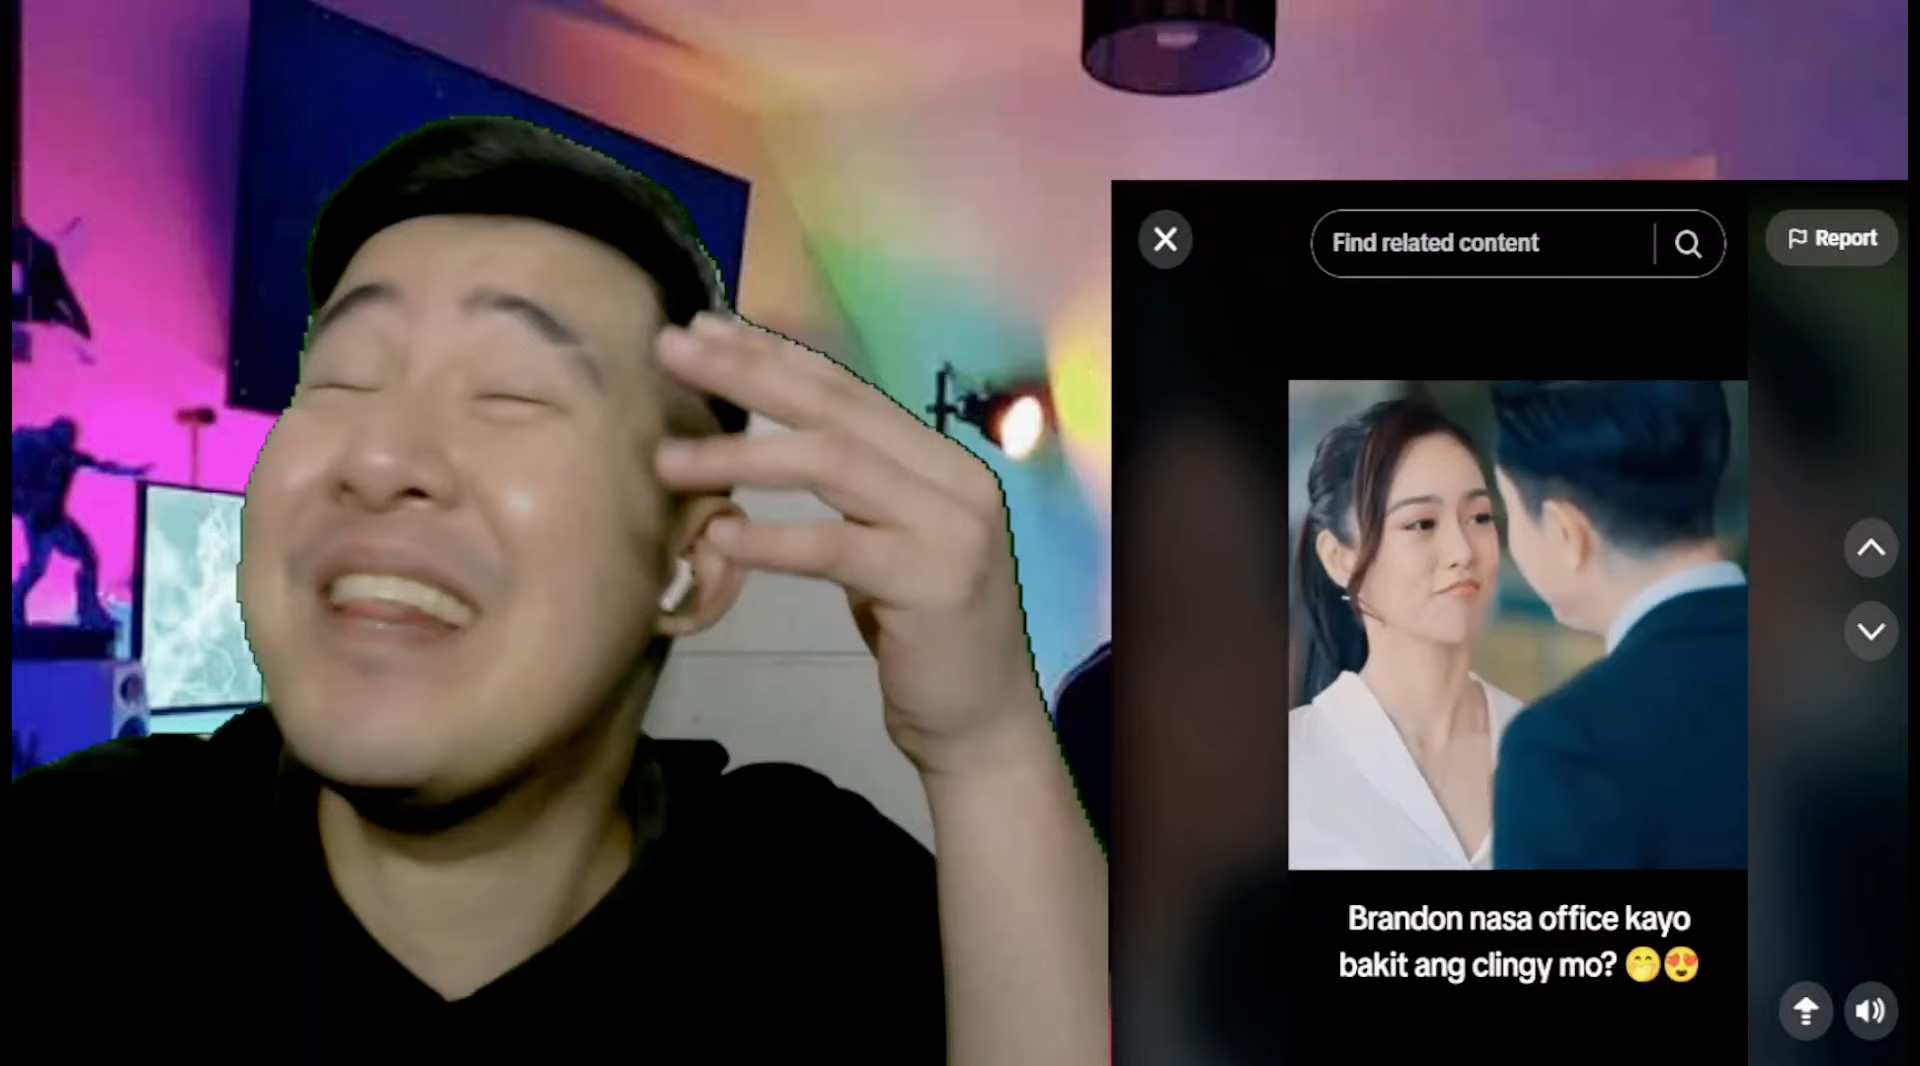 Find related content
Report
Brandon nasa office kayo
bakit ang clingy mo? 🤭😍